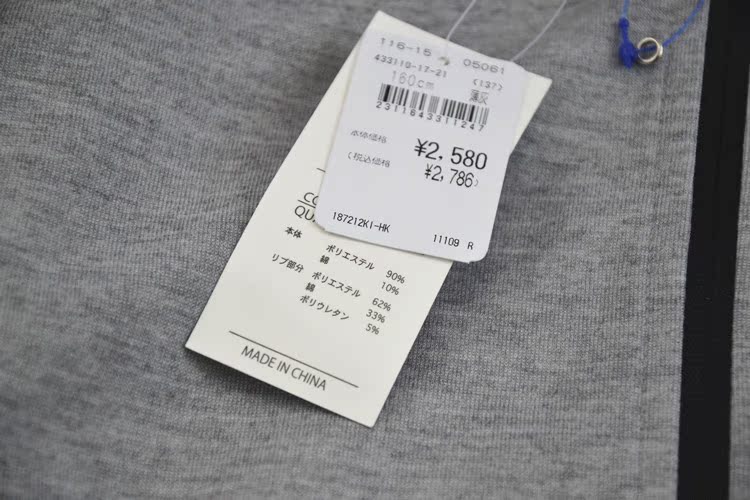 116-15 05061
433110-17-21 (137)
160cm 薄灰
2311643311247
本体価格 ¥2,580
(税込価格 ¥2,786)
187212KI-HK 11109 R
本体 ポリエステル 90%
綿 10%
リブ部分 ポリエステル 62%
綿 33%
ポリウレタン 5%
MADE IN CHINA